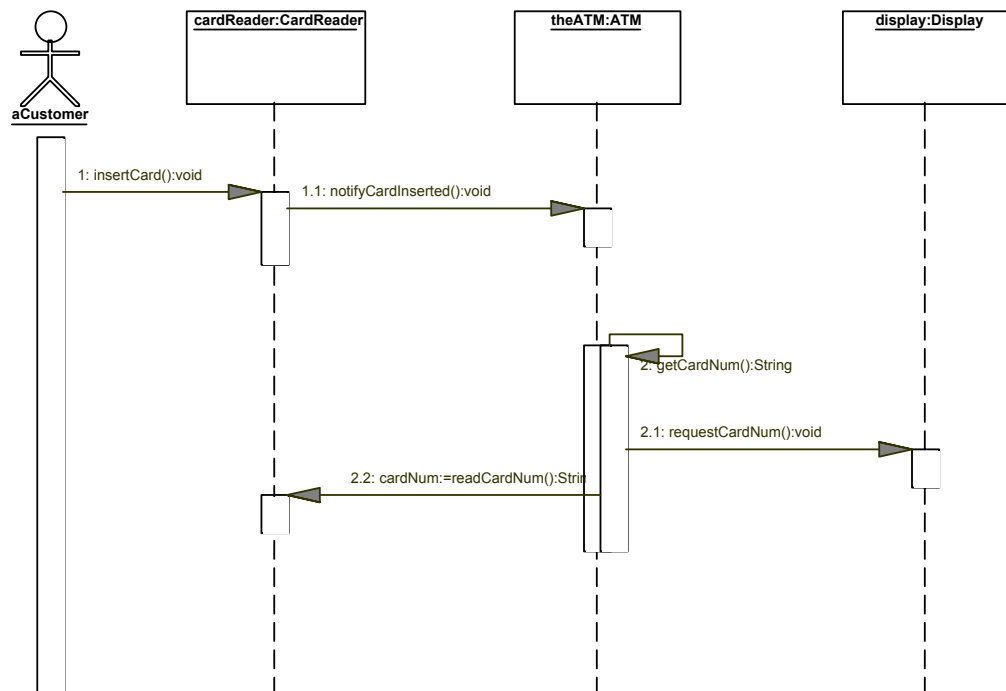 cardReader:CardReader
theATM:ATM
display:Display
aCustomer
1: insertCard():void
1.1: notifyCardInserted():void
2: getCardNum():String
2.1: requestCardNum():void
2.2: cardNum:=readCardNum():Strin